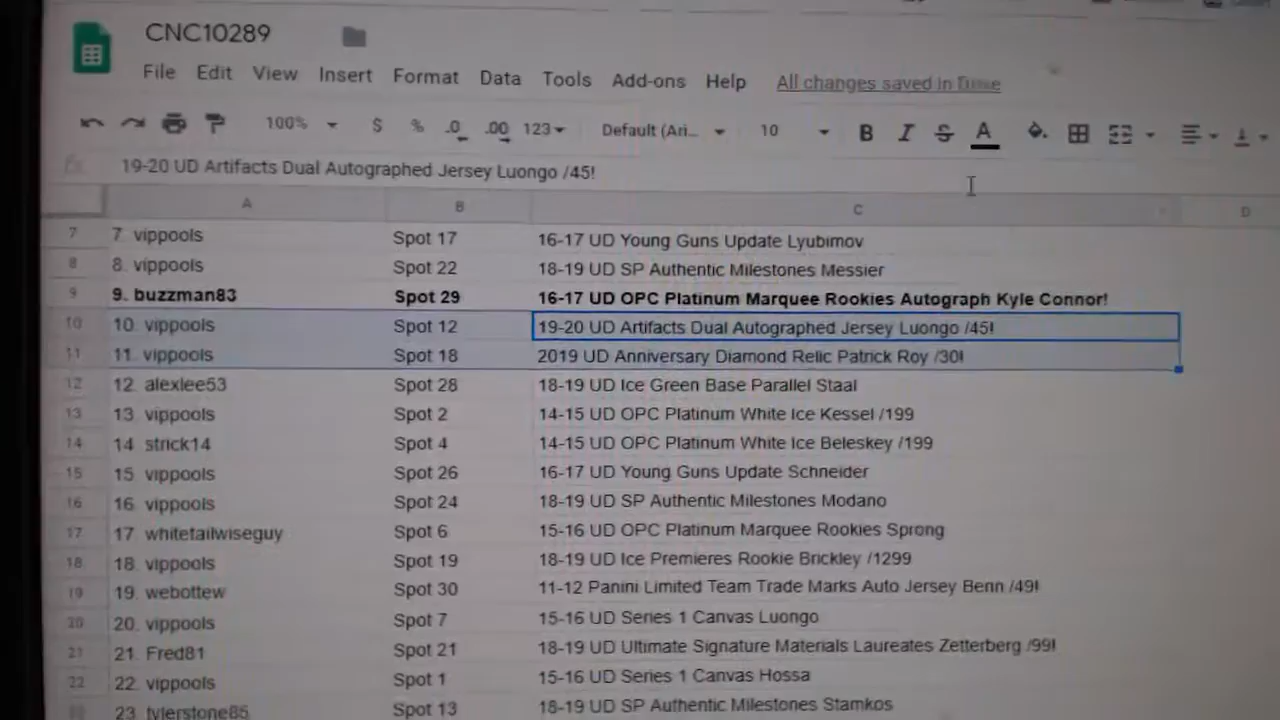 CNC10289
File Edit View Insert Format Data Tools Add-ons Help All changes saved in Drive
100% $ % .0 .00 123 Default (Ari... 10 B I S A
fx 19-20 UD Artifacts Dual Autographed Jersey Luongo /45!
A B C D
7 7 vippools Spot 17 16-17 UD Young Guns Update Lyubimov
8 8. vippools Spot 22 18-19 UD SP Authentic Milestones Messier
9 9. buzzman83 Spot 29 16-17 UD OPC Platinum Marquee Rookies Autograph Kyle Connor!
10 10. vippools Spot 12 19-20 UD Artifacts Dual Autographed Jersey Luongo /45!
11 11. vippools Spot 18 2019 UD Anniversary Diamond Relic Patrick Roy /30!
12 12. alexlee53 Spot 28 18-19 UD Ice Green Base Parallel Staal
13 13. vippools Spot 2 14-15 UD OPC Platinum White Ice Kessel /199
14 14 strick14 Spot 4 14-15 UD OPC Platinum White Ice Beleskey /199
15 15 vippools Spot 26 16-17 UD Young Guns Update Schneider
16 16. vippools Spot 24 18-19 UD SP Authentic Milestones Modano
17 17 whitetailwiseguy Spot 6 15-16 UD OPC Platinum Marquee Rookies Sprong
18 18. vippools Spot 19 18-19 UD Ice Premieres Rookie Brickley /1299
19 19. webottew Spot 30 11-12 Panini Limited Team Trade Marks Auto Jersey Benn /49!
20 20. vippools Spot 7 15-16 UD Series 1 Canvas Luongo
21 21. Fred81 Spot 21 18-19 UD Ultimate Signature Materials Laureates Zetterberg /99!
22 22. vippools Spot 1 15-16 UD Series 1 Canvas Hossa
23 tylerstone85 Spot 13 18-19 UD SP Authentic Milestones Stamkos